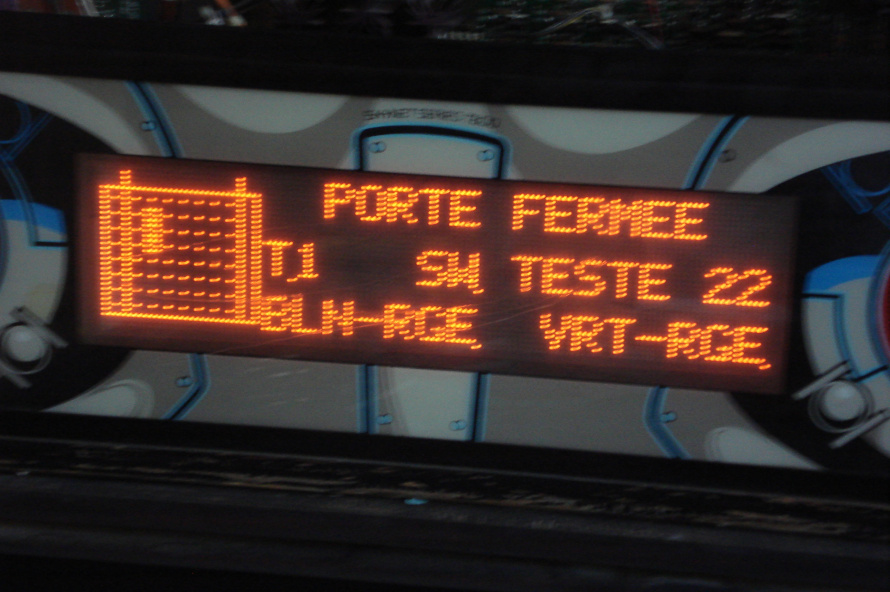 PORTE FERMEE
T1 SW TESTE 22
BLN-RGE VRT-RGE